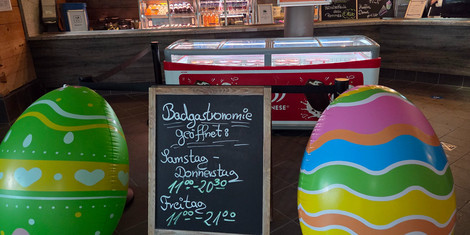 Badgastronomie
geöffnet:
Samstag -
Donnerstag
11⁰⁰-20³⁰
Freitag
11⁰⁰-21⁰⁰